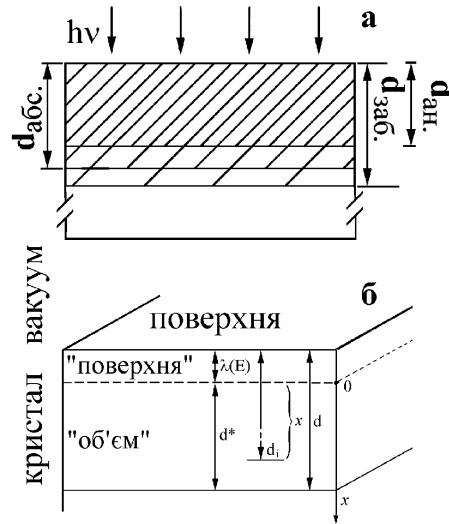 hν
а
dабс.
dзаб.
dан.
вакуум
кристал
б
поверхня
"поверхня"
λ(E)
0
"об'єм"
d*
di
x
d
x